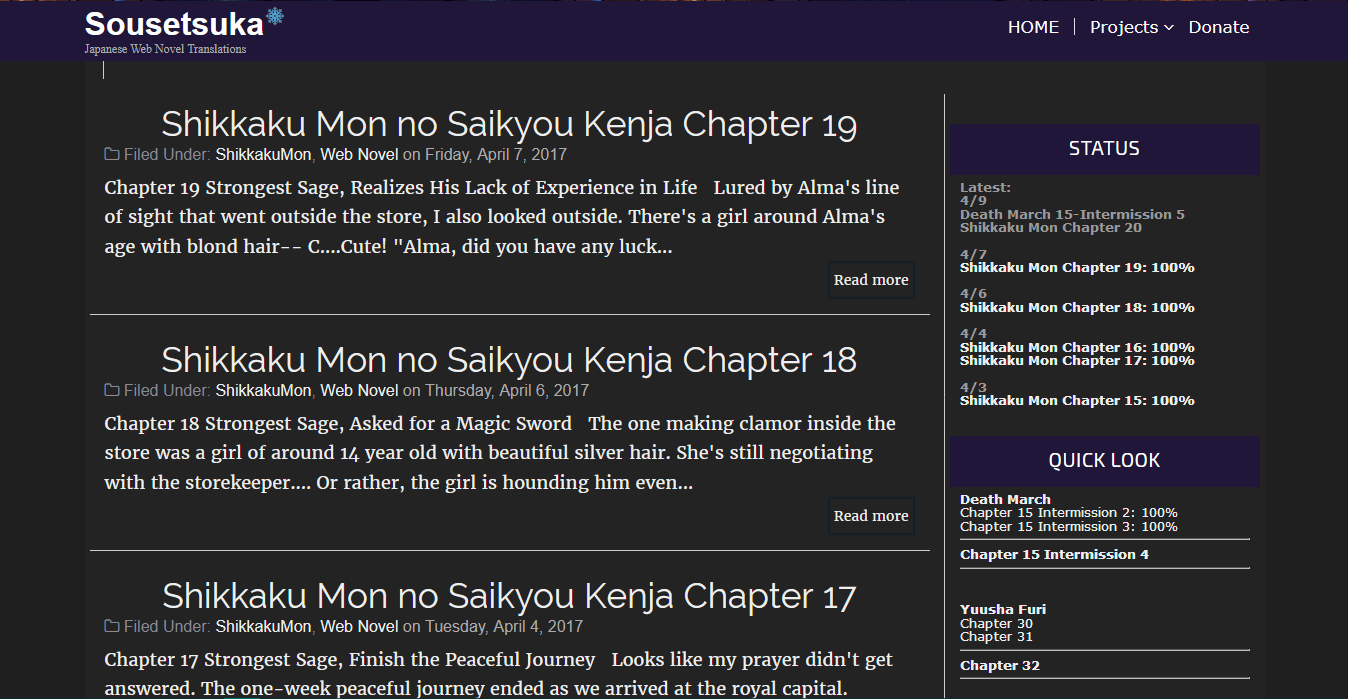 Sousetsuka
Japanese Web Novel Translations
HOME
Projects
Donate
Shikkaku Mon no Saikyou Kenja Chapter 19
Filed Under: ShikkakuMon, Web Novel on Friday, April 7, 2017
Chapter 19 Strongest Sage, Realizes His Lack of Experience in Life   Lured by Alma's line
of sight that went outside the store, I also looked outside. There's a girl around Alma's
age with blond hair-- C....Cute! "Alma, did you have any luck...
Read more
Shikkaku Mon no Saikyou Kenja Chapter 18
Filed Under: ShikkakuMon, Web Novel on Thursday, April 6, 2017
Chapter 18 Strongest Sage, Asked for a Magic Sword   The one making clamor inside the
store was a girl of around 14 year old with beautiful silver hair. She's still negotiating
with the storekeeper.... Or rather, the girl is hounding him even...
Read more
Shikkaku Mon no Saikyou Kenja Chapter 17
Filed Under: ShikkakuMon, Web Novel on Tuesday, April 4, 2017
Chapter 17 Strongest Sage, Finish the Peaceful Journey   Looks like my prayer didn't get
answered. The one-week peaceful journey ended as we arrived at the royal capital.
STATUS
Latest:
4/9
Death March 15-Intermission 5
Shikkaku Mon Chapter 20
4/7
Shikkaku Mon Chapter 19: 100%
4/6
Shikkaku Mon Chapter 18: 100%
4/4
Shikkaku Mon Chapter 16: 100%
Shikkaku Mon Chapter 17: 100%
4/3
Shikkaku Mon Chapter 15: 100%
QUICK LOOK
Death March
Chapter 15 Intermission 2: 100%
Chapter 15 Intermission 3: 100%
Chapter 15 Intermission 4
Yuusha Furi
Chapter 30
Chapter 31
Chapter 32